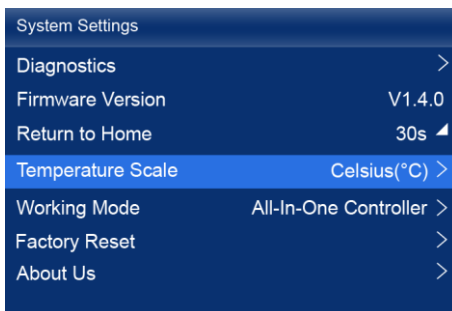 System Settings
Diagnostics >
Firmware Version V1.4.0
Return to Home 30s
Temperature Scale Celsius(°C) >
Working Mode All-In-One Controller >
Factory Reset >
About Us >